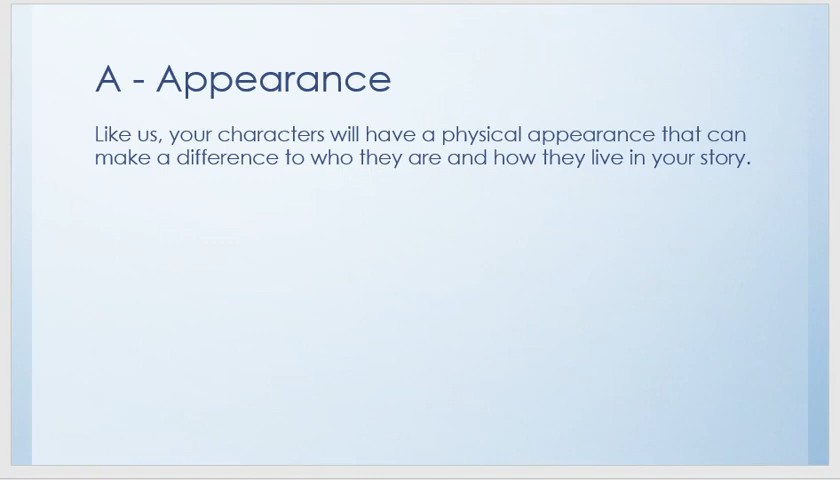 A - Appearance
Like us, your characters will have a physical appearance that can
make a difference to who they are and how they live in your story.